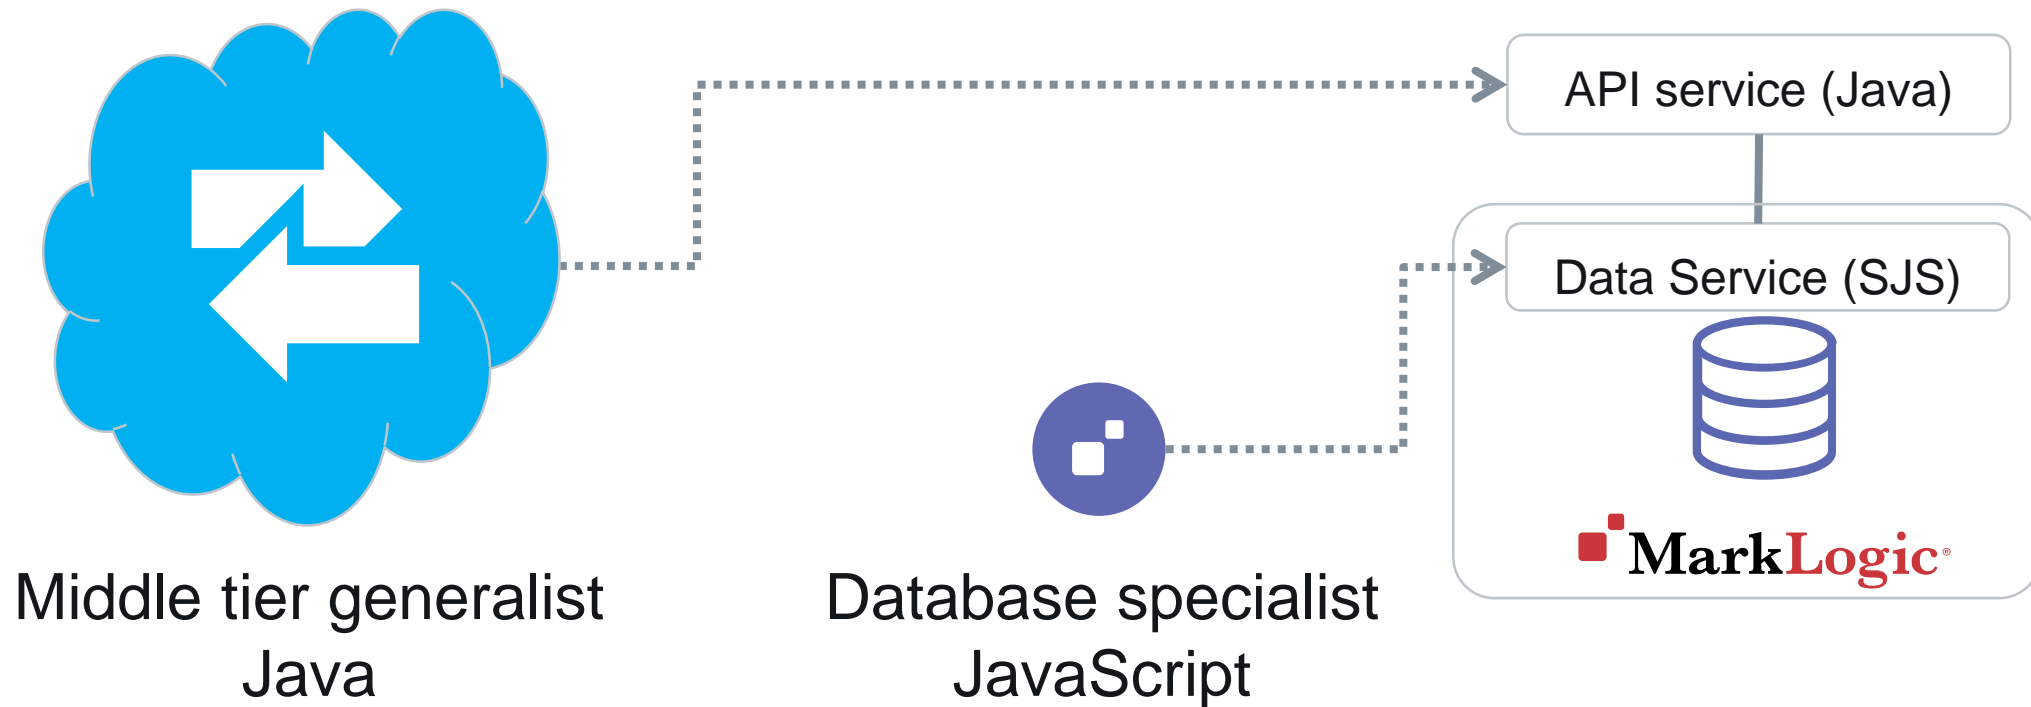 API service (Java)
Data Service (SJS)
MarkLogic®
Middle tier generalist
Java
Database specialist
JavaScript